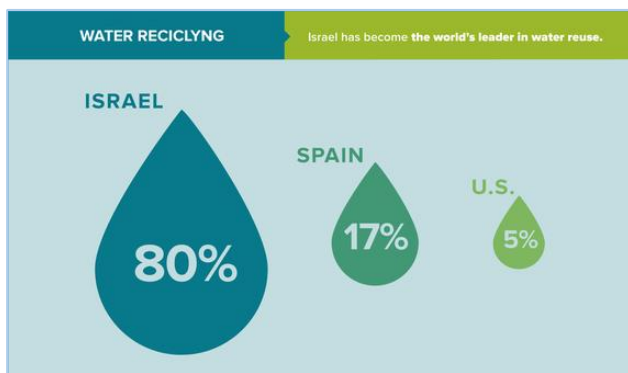 WATER RECICLYNG
Israel has become the world's leader in water reuse.
ISRAEL
80%
SPAIN
17%
U.S.
5%